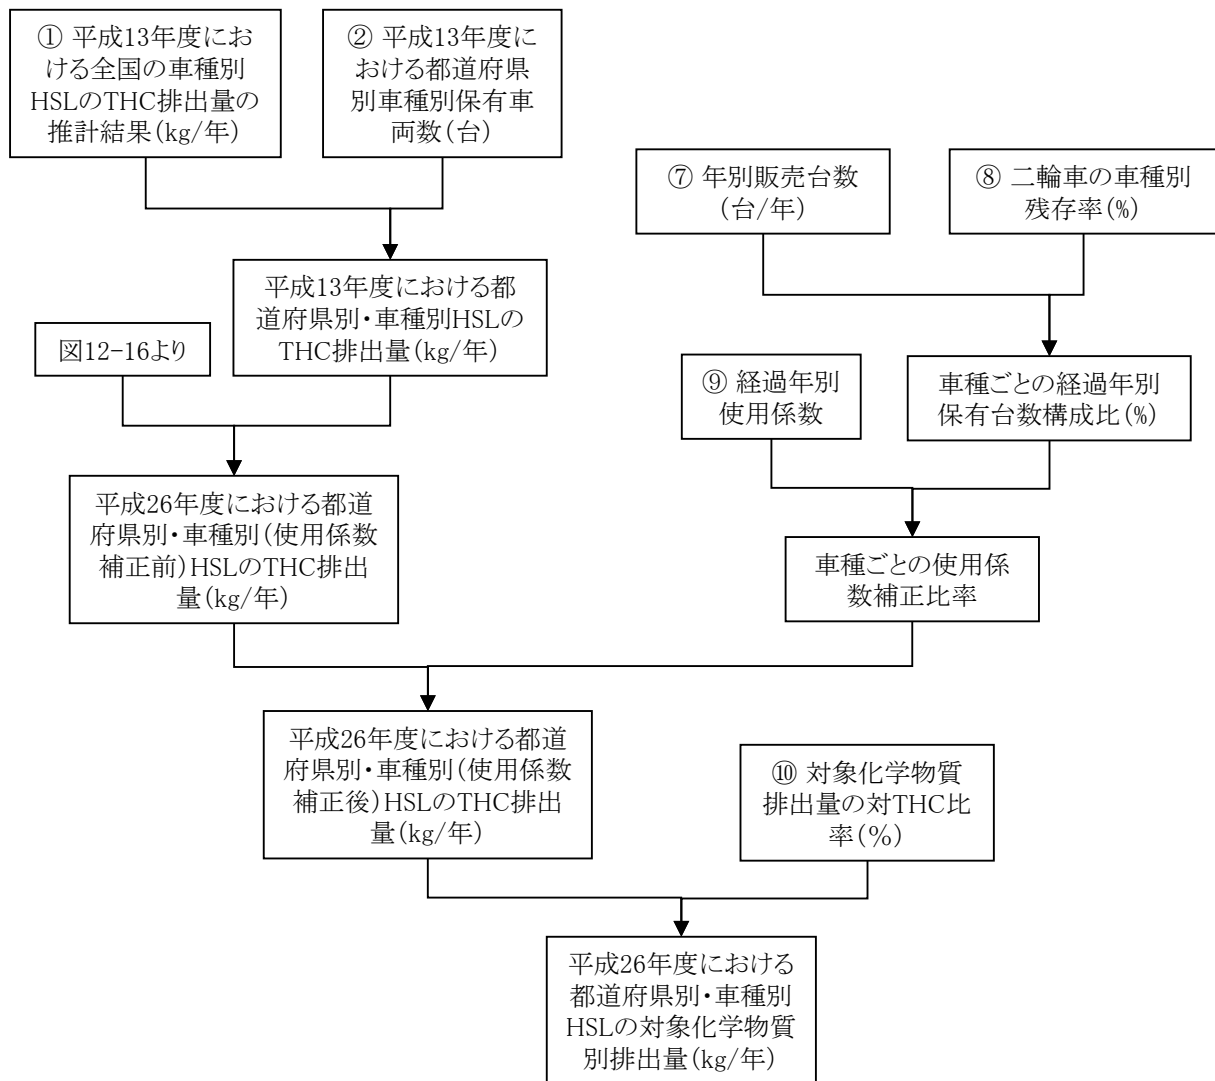 ① 平成13年度にお
ける全国の車種別
HSLのTHC排出量の
推計結果(kg/年)
② 平成13年度に
おける都道府県
別車種別保有車
両数(台)
⑦ 年別販売台数
(台/年)
⑧ 二輪車の車種別
残存率(%)
平成13年度における都
道府県別・車種別HSLの
THC排出量(kg/年)
図12-16より
⑨ 経過年別
使用係数
車種ごとの経過年別
保有台数構成比(%)
平成26年度における都道
府県別・車種別(使用係数
補正前)HSLのTHC排出
量(kg/年)
車種ごとの使用係
数補正比率
平成26年度における都道
府県別・車種別(使用係数
補正後)HSLのTHC排出
量(kg/年)
⑩ 対象化学物質
排出量の対THC比
率(%)
平成26年度における
都道府県別・車種別
HSLの対象化学物質
別排出量(kg/年)